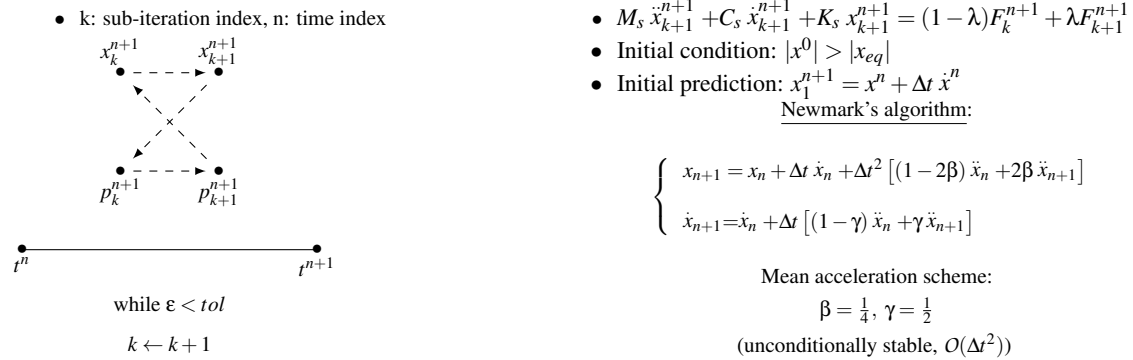 • k: sub-iteration index, n: time index
x_k^{n+1} x_{k+1}^{n+1}
p_k^{n+1} p_{k+1}^{n+1}
t^n t^{n+1}
while ε < tol
k ← k + 1
• M_s ẍ_{k+1}^{n+1} + C_s ẋ_{k+1}^{n+1} + K_s x_{k+1}^{n+1} = (1 − λ)F_k^{n+1} + λF_{k+1}^{n+1}
• Initial condition: |x^0| > |x_{eq}|
• Initial prediction: x_1^{n+1} = x^n + Δt ẋ^n
Newmark's algorithm:
x_{n+1} = x_n + Δt ẋ_n + Δt^2 [(1 − 2β) ẍ_n + 2β ẍ_{n+1}]
ẋ_{n+1} = ẋ_n + Δt [(1 − γ) ẍ_n + γ ẍ_{n+1}]
Mean acceleration scheme:
β = 1/4, γ = 1/2
(unconditionally stable, O(Δt^2))